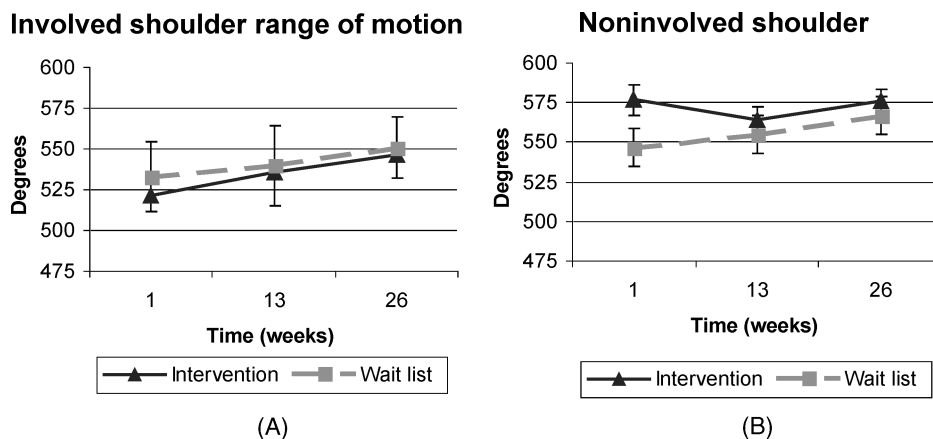 Involved shoulder range of motion
600
575
550
525
500
475
Degrees
1 13 26
Time (weeks)
Intervention Wait list
(A)
Noninvolved shoulder
600
575
550
525
500
475
Degrees
1 13 26
Time (weeks)
Intervention Wait list
(B)